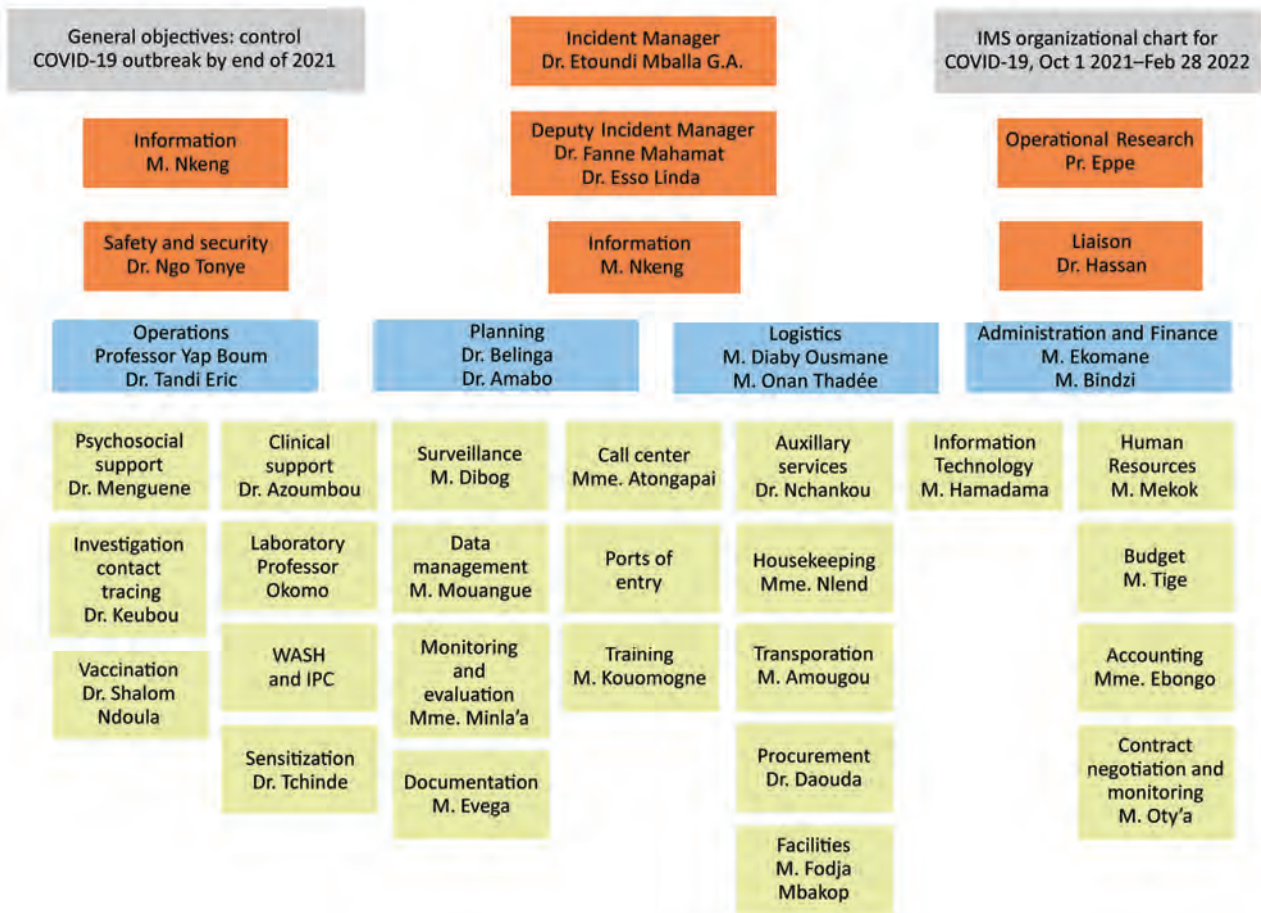 General objectives: control
COVID-19 outbreak by end of 2021
Incident Manager
Dr. Etoundi Mballa G.A.
IMS organizational chart for
COVID-19, Oct 1 2021–Feb 28 2022
Information
M. Nkeng
Deputy Incident Manager
Dr. Fanne Mahamat
Dr. Esso Linda
Operational Research
Pr. Eppe
Safety and security
Dr. Ngo Tonye
Information
M. Nkeng
Liaison
Dr. Hassan
Operations
Professor Yap Boum
Dr. Tandi Eric
Planning
Dr. Belinga
Dr. Amabo
Logistics
M. Diaby Ousmane
M. Onan Thadée
Administration and Finance
M. Ekomane
M. Bindzi
Psychosocial
support
Dr. Menguene
Clinical
support
Dr. Azoumbou
Surveillance
M. Dibog
Call center
Mme. Atongapai
Auxillary
services
Dr. Nchankou
Information
Technology
M. Hamadama
Human
Resources
M. Mekok
Investigation
contact
tracing
Dr. Keubou
Laboratory
Professor
Okomo
Data
management
M. Mouangue
Ports of
entry
Housekeeping
Mme. Nlend
Budget
M. Tige
Vaccination
Dr. Shalom
Ndoula
WASH
and IPC
Monitoring
and
evaluation
Mme. Minla’a
Training
M. Kouomogne
Transporation
M. Amougou
Accounting
Mme. Ebongo
Sensitization
Dr. Tchinde
Documentation
M. Evega
Procurement
Dr. Daouda
Contract
negotiation and
monitoring
M. Oty’a
Facilities
M. Fodja
Mbakop